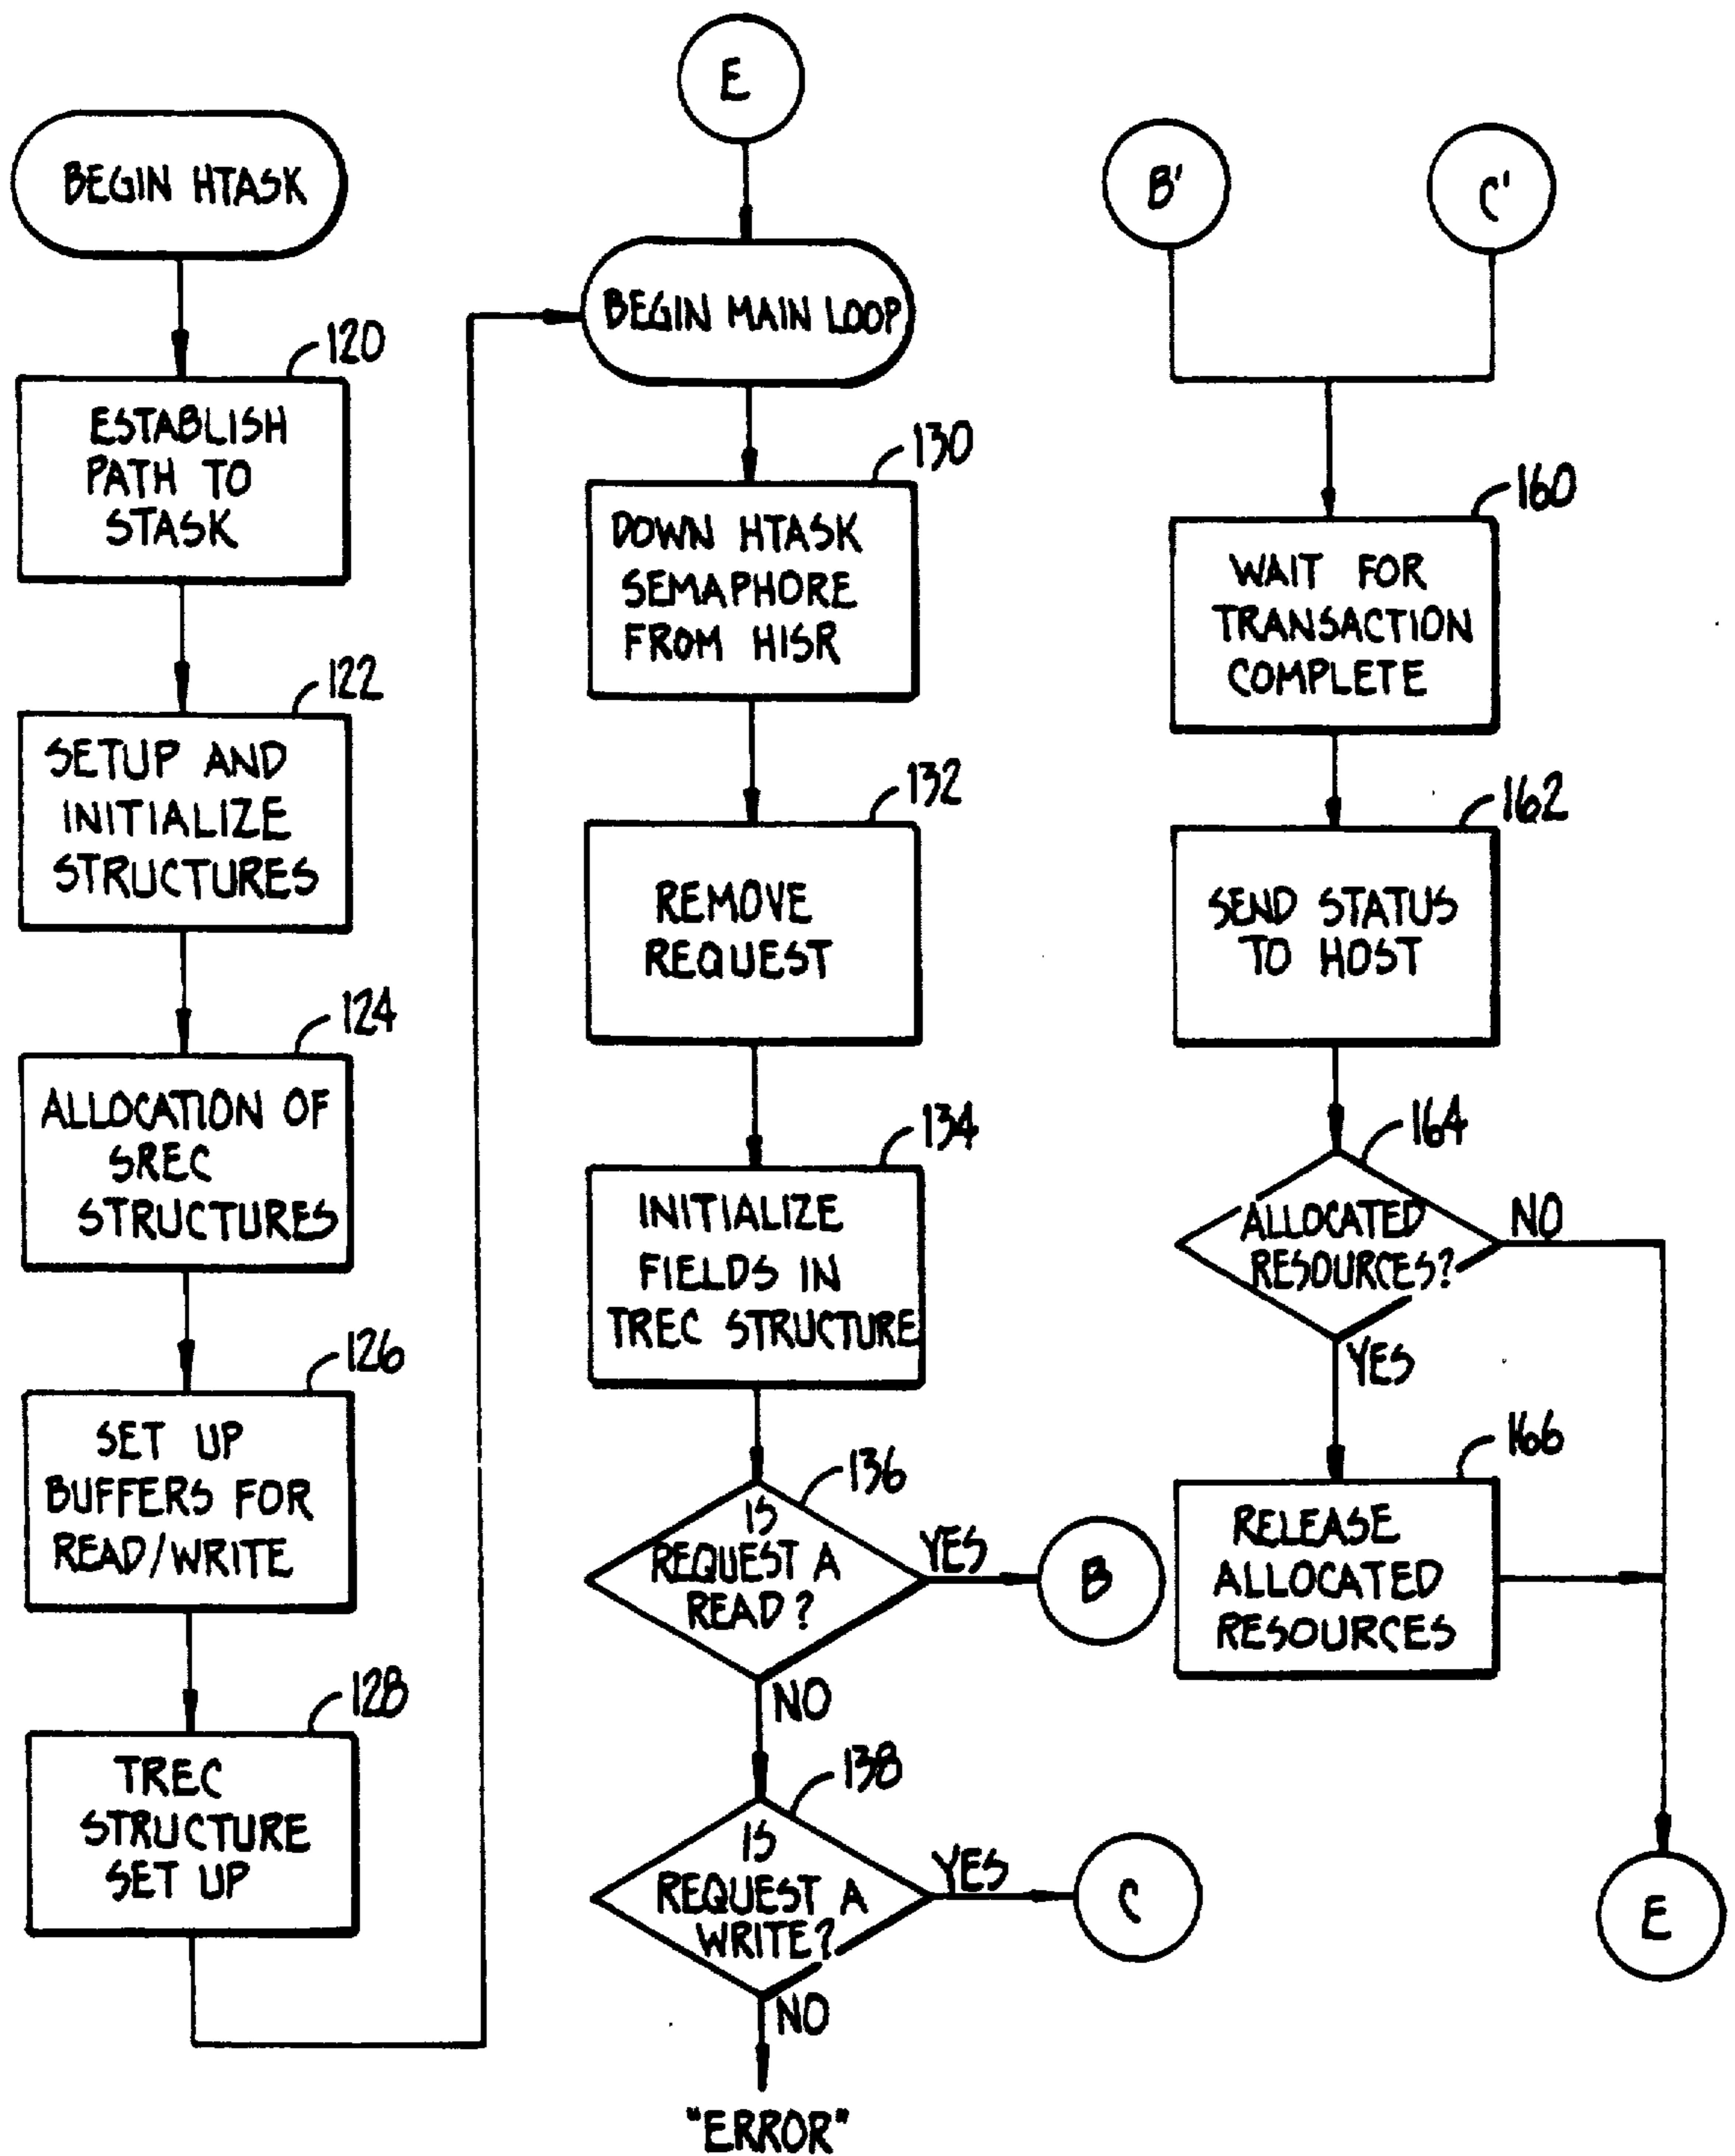 BEGIN HTASK
120
ESTABLISH
PATH TO
STASK
122
SETUP AND
INITIALIZE
STRUCTURES
124
ALLOCATION OF
SREC
STRUCTURES
126
SET UP
BUFFERS FOR
READ/WRITE
128
TREC
STRUCTURE
SET UP
E
BEGIN MAIN LOOP
130
DOWN HTASK
SEMAPHORE
FROM HISR
132
REMOVE
REQUEST
134
INITIALIZE
FIELDS IN
TREC STRUCTURE
136
IS
REQUEST A
READ?
YES
B
NO
138
IS
REQUEST A
WRITE?
YES
C
NO
"ERROR"
B'
C'
160
WAIT FOR
TRANSACTION
COMPLETE
162
SEND STATUS
TO HOST
164
ALLOCATED
RESOURCES?
NO
YES
166
RELEASE
ALLOCATED
RESOURCES
E